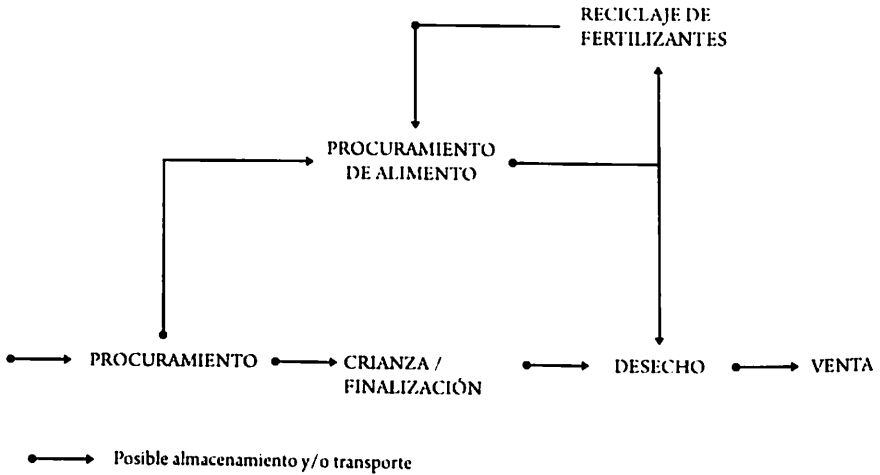 RECICLAJE DE
FERTILIZANTES
PROCURAMIENTO
DE ALIMENTO
PROCURAMIENTO
CRIANZA /
FINALIZACIÓN
DESECHO
VENTA
Posible almacenamiento y/o transporte